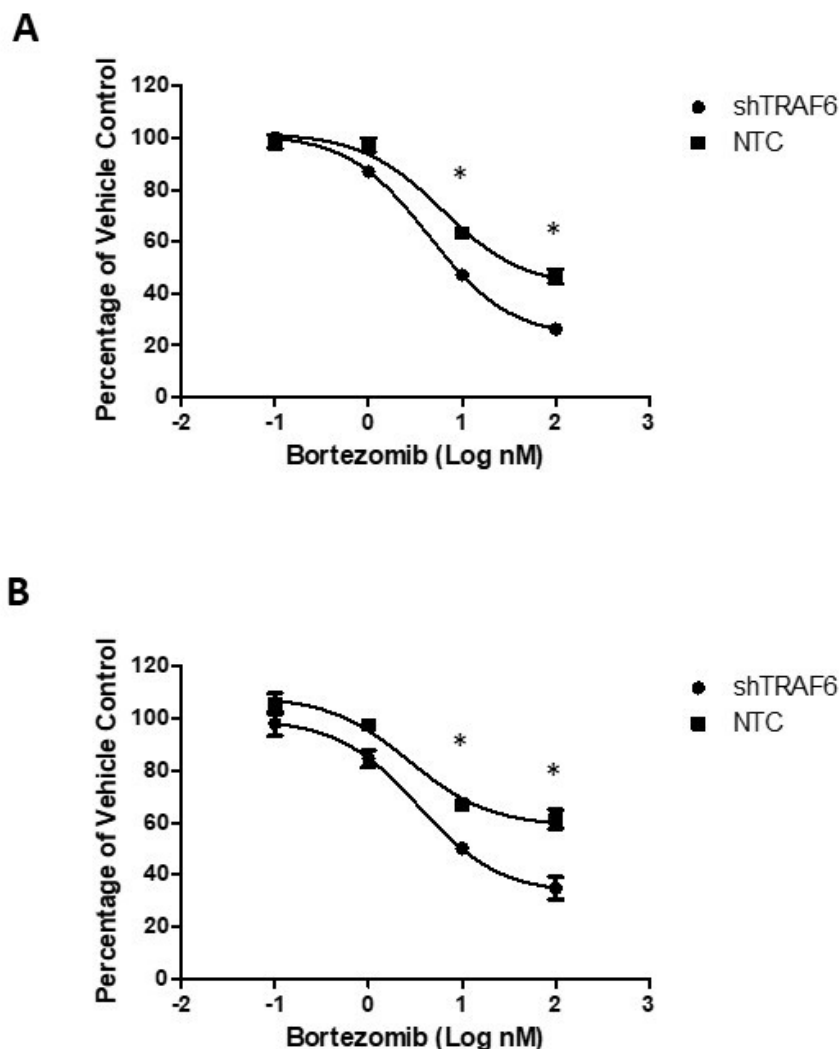 A
120
100
80
60
40
20
0
Percentage of Vehicle Control
-2 -1 0 1 2 3
Bortezomib (Log nM)
* *
shTRAF6
NTC
B
120
100
80
60
40
20
0
Percentage of Vehicle Control
-2 -1 0 1 2 3
Bortezomib (Log nM)
* *
shTRAF6
NTC